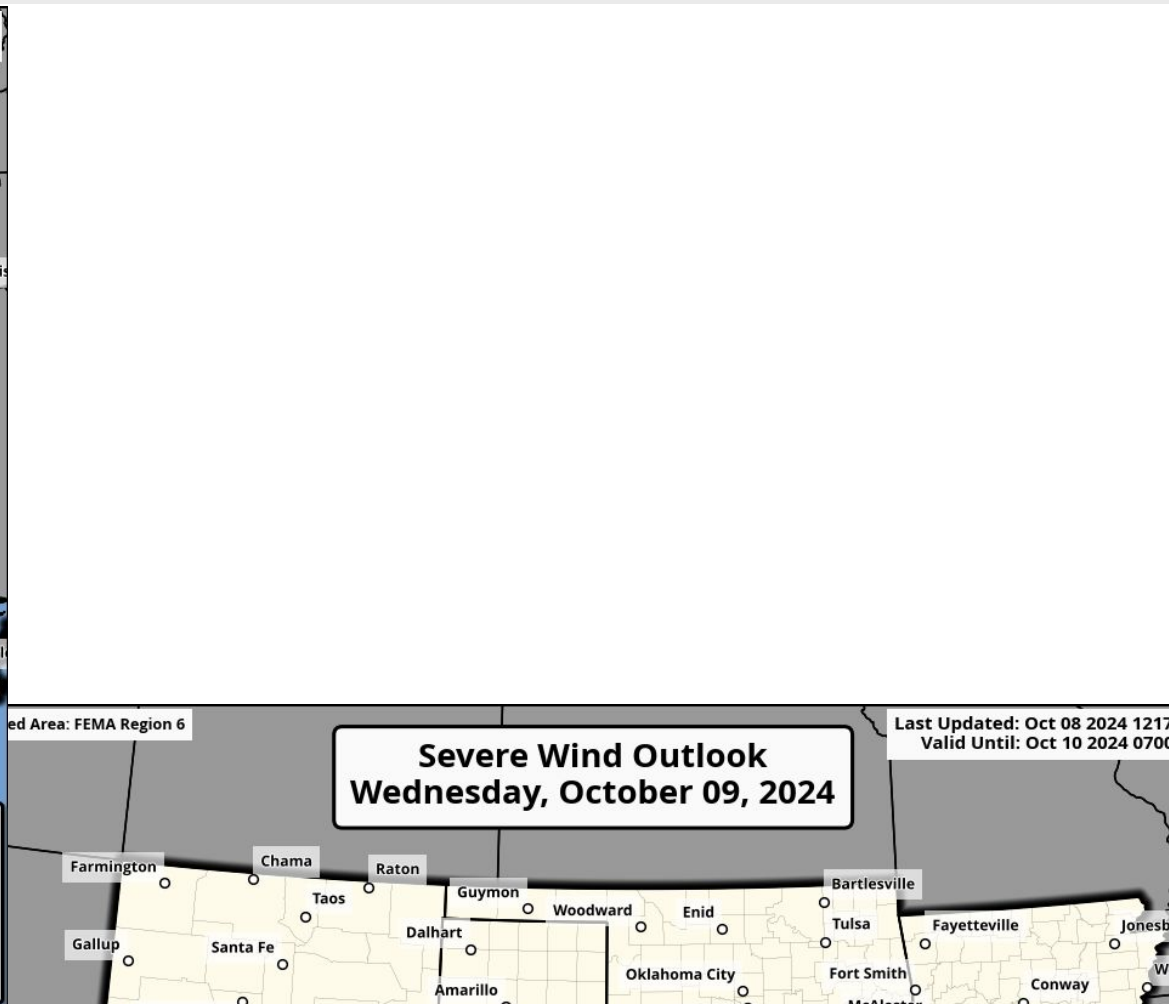 ed Area: FEMA Region 6
Severe Wind Outlook
Wednesday, October 09, 2024
Last Updated: Oct 08 2024 1217
Valid Until: Oct 10 2024 0700
Farmington
Chama
Raton
Guymon
Bartlesville
Taos
Woodward
Enid
Tulsa
Fayetteville
Jonesb
Gallup
Santa Fe
Dalhart
Oklahoma City
Fort Smith
W
Amarillo
Conway
McAlester